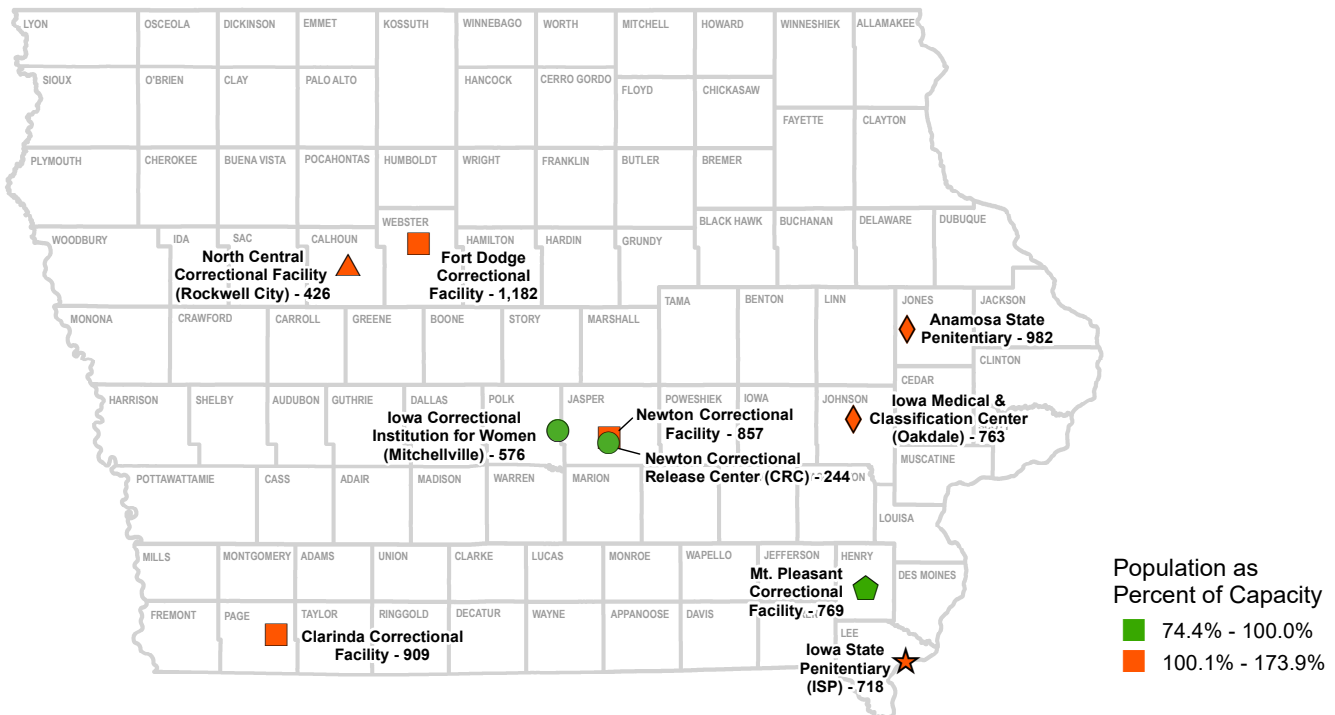 LYON
OSCEOLA
DICKINSON
EMMET
KOSSUTH
WINNEBAGO
WORTH
MITCHELL
HOWARD
WINNESHIEK
ALLAMAKEE
SIOUX
O'BRIEN
CLAY
PALO ALTO
HANCOCK
CERRO GORDO
FLOYD
CHICKASAW
FAYETTE
CLAYTON
PLYMOUTH
CHEROKEE
BUENA VISTA
POCAHONTAS
HUMBOLDT
WRIGHT
FRANKLIN
BUTLER
BREMER
WEBSTER
BLACK HAWK
BUCHANAN
DELAWARE
DUBUQUE
WOODBURY
IDA
SAC
CALHOUN
HAMILTON
HARDIN
GRUNDY
North Central
Correctional Facility
(Rockwell City) - 426
Fort Dodge
Correctional
Facility - 1,182
TAMA
BENTON
LINN
JONES
JACKSON
Anamosa State
Penitentiary - 982
MONONA
CRAWFORD
CARROLL
GREENE
BOONE
STORY
MARSHALL
CLINTON
CEDAR
HARRISON
SHELBY
AUDUBON
GUTHRIE
DALLAS
POLK
JASPER
POWESHIEK
IOWA
JOHNSON
Iowa Correctional
Institution for Women
(Mitchellville) - 576
Newton Correctional
Facility - 857
Newton Correctional
Release Center (CRC) - 244
Iowa Medical &
Classification Center
(Oakdale) - 763
MUSCATINE
POTTAWATTAMIE
CASS
ADAIR
MADISON
WARREN
MARION
LOUISA
MILLS
MONTGOMERY
ADAMS
UNION
CLARKE
LUCAS
MONROE
WAPELLO
JEFFERSON
HENRY
DES MOINES
Mt. Pleasant
Correctional
Facility - 769
FREMONT
PAGE
TAYLOR
RINGGOLD
DECATUR
WAYNE
APPANOOSE
DAVIS
LEE
Clarinda Correctional
Facility - 909
Iowa State
Penitentiary
(ISP) - 718
Population as
Percent of Capacity
74.4% - 100.0%
100.1% - 173.9%